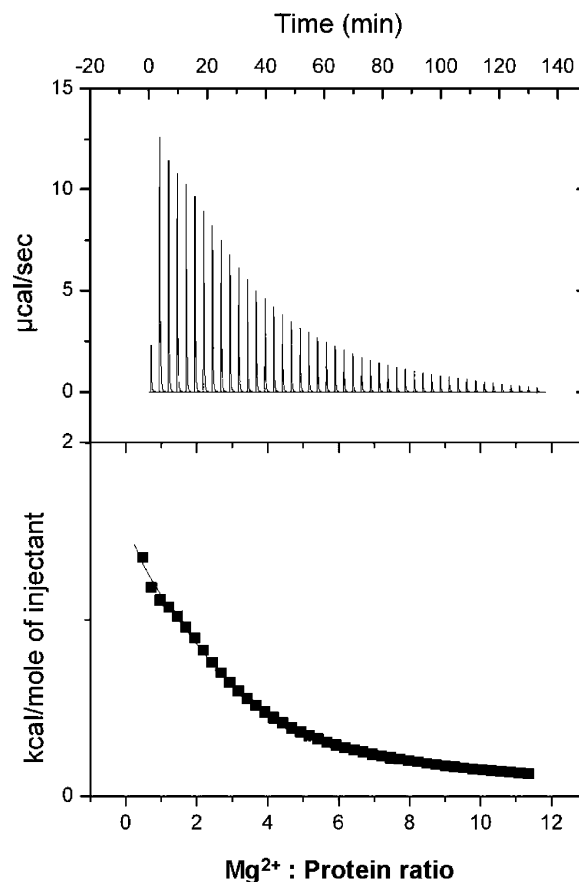 Time (min)
-20 0 20 40 60 80 100 120 140
15
10
5
0
µcal/sec
2
0
kcal/mole of injectant
0 2 4 6 8 10 12
Mg²⁺ : Protein ratio